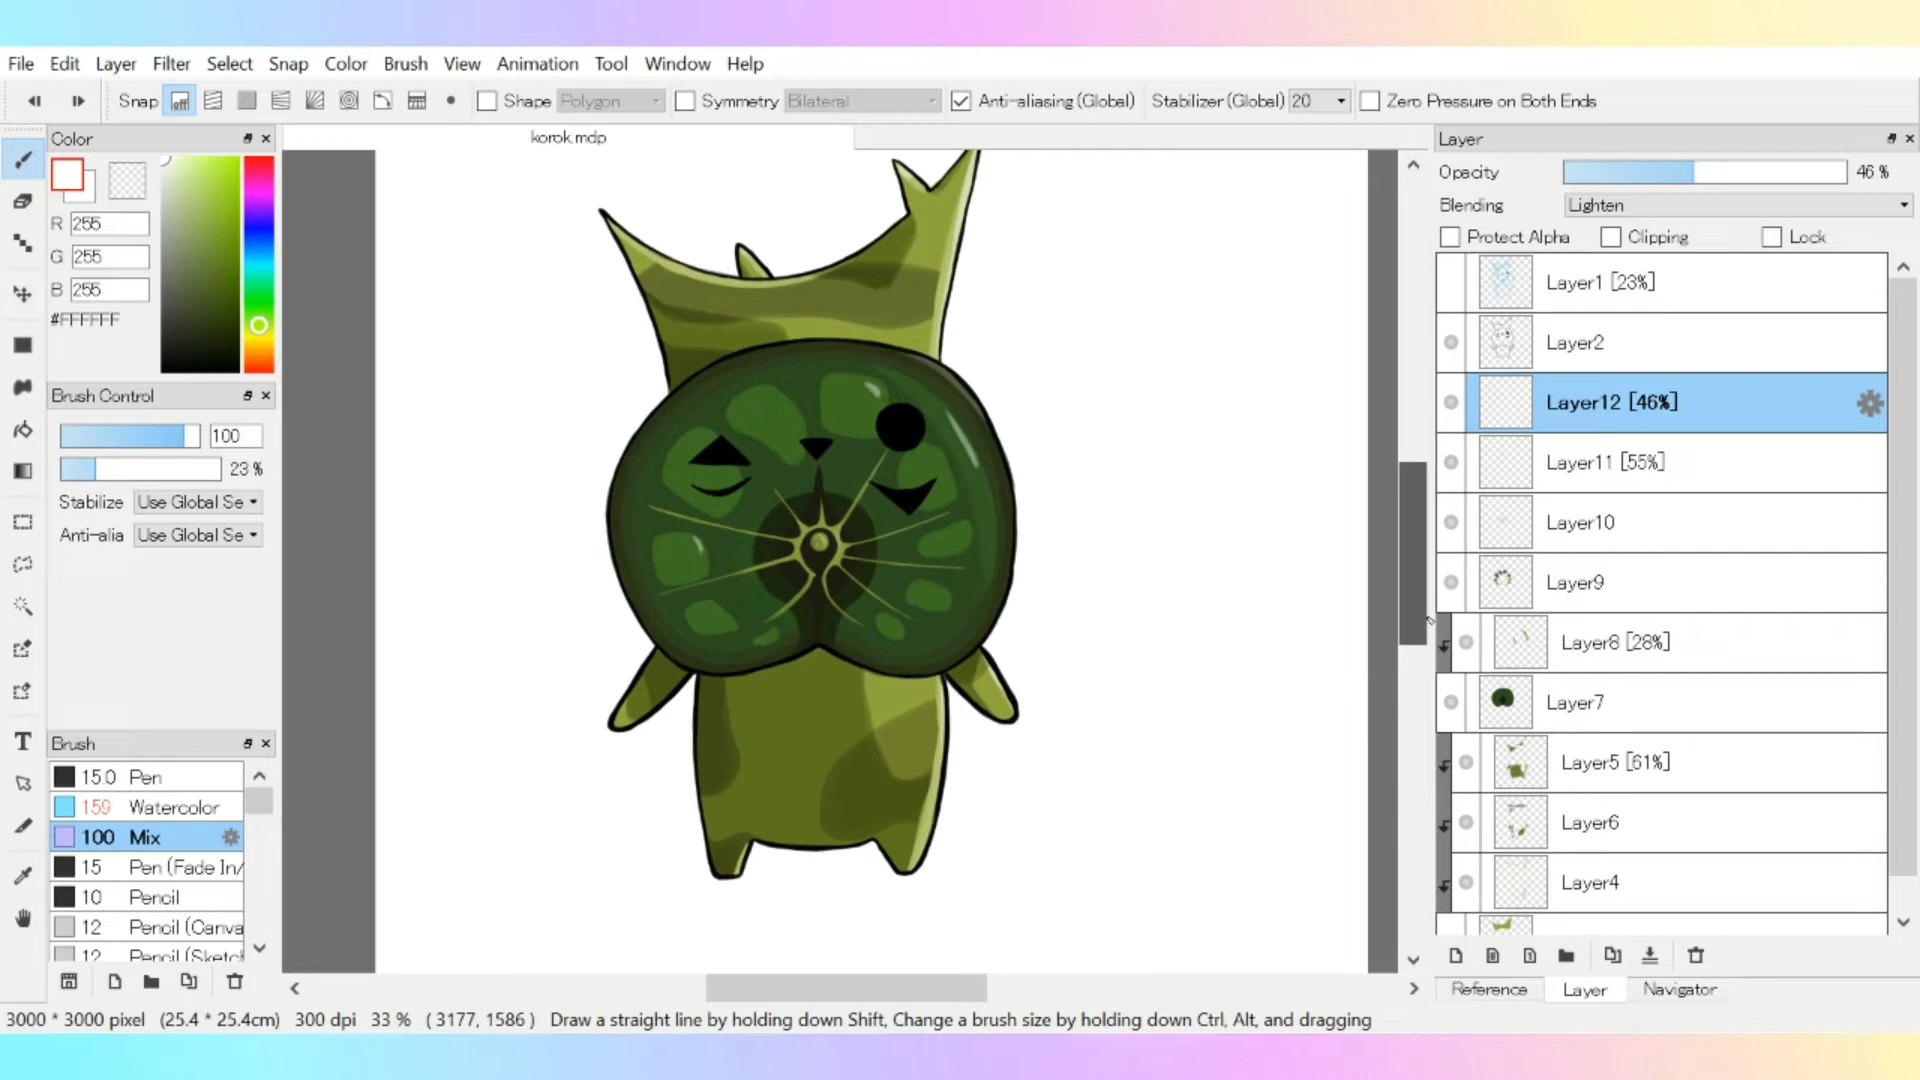 File Edit Layer Filter Select Snap Color Brush View Animation Tool Window Help
Snap off Shape Polygon Symmetry Bilateral Anti-aliasing (Global) Stabilizer (Global) 20 Zero Pressure on Both Ends
Color
korok.mdp
Layer
R 255
G 255
B 255
#FFFFFF
Opacity 46 %
Blending Lighten
Protect Alpha Clipping Lock
Brush Control
100
23 %
Stabilize Use Global Se
Anti-alia Use Global Se
Layer1 [23%]
Layer2
Layer12 [46%]
Layer11 [55%]
Layer10
Layer9
Layer8 [28%]
Layer7
Layer5 [61%]
Layer6
Layer4
Brush
15.0 Pen
159 Watercolor
100 Mix
15 Pen (Fade In/
10 Pencil
12 Pencil (Canva
12 Pencil (Sketch
T
Reference Layer Navigator
3000 * 3000 pixel (25.4 * 25.4cm) 300 dpi 33 % ( 3177, 1586 ) Draw a straight line by holding down Shift, Change a brush size by holding down Ctrl, Alt, and dragging